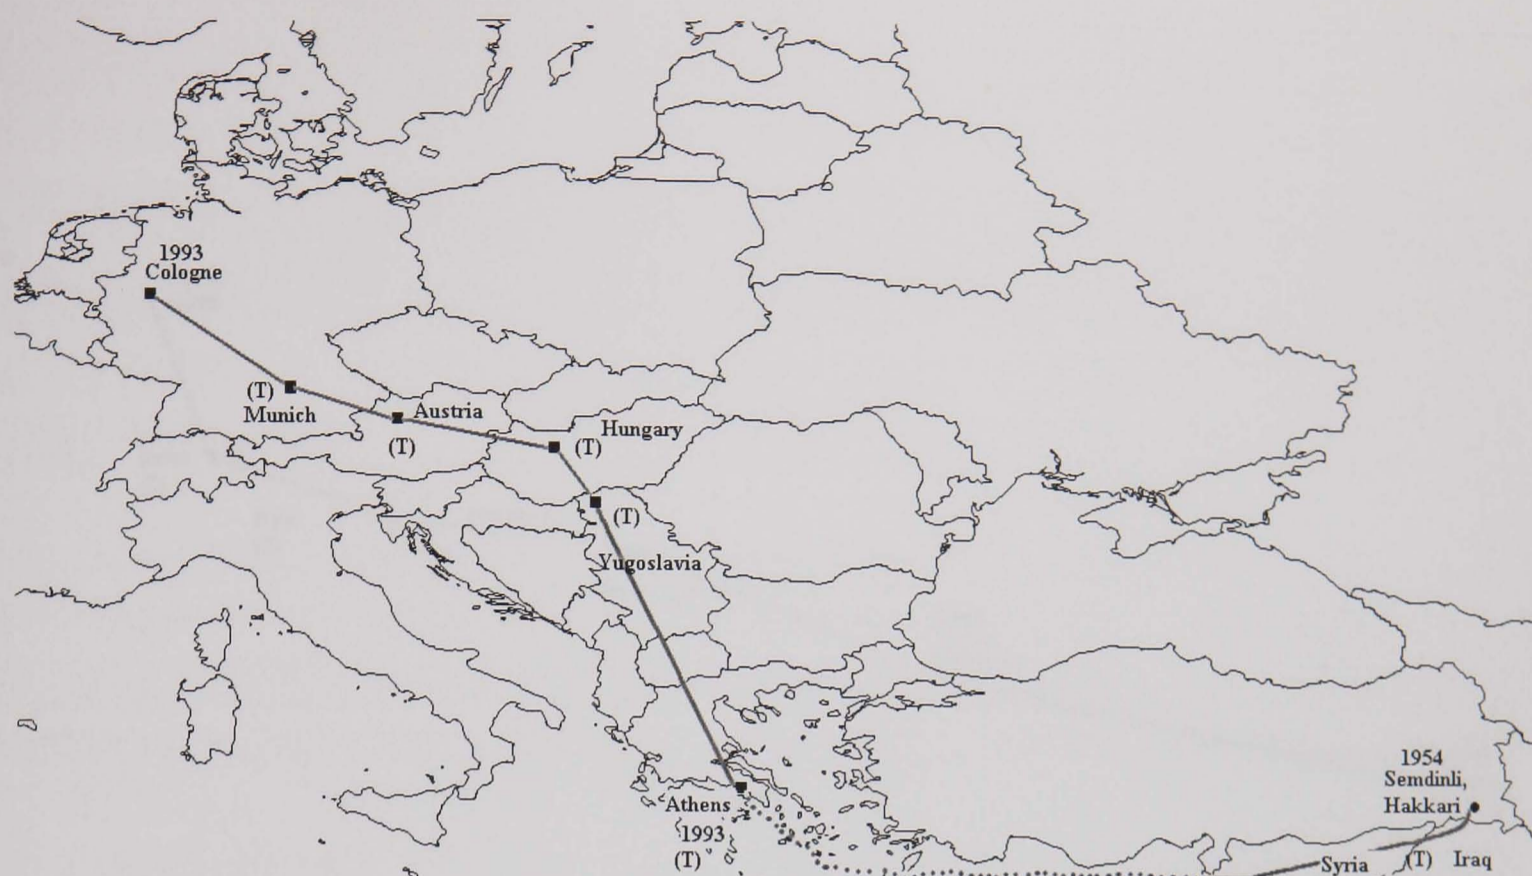 1993
Cologne
(T)
Munich
Austria
(T)
Hungary
(T)
(T)
Yugoslavia
1954
Semdinli,
Hakkari
Athens
1993
(T)
Syria
(T) Iraq